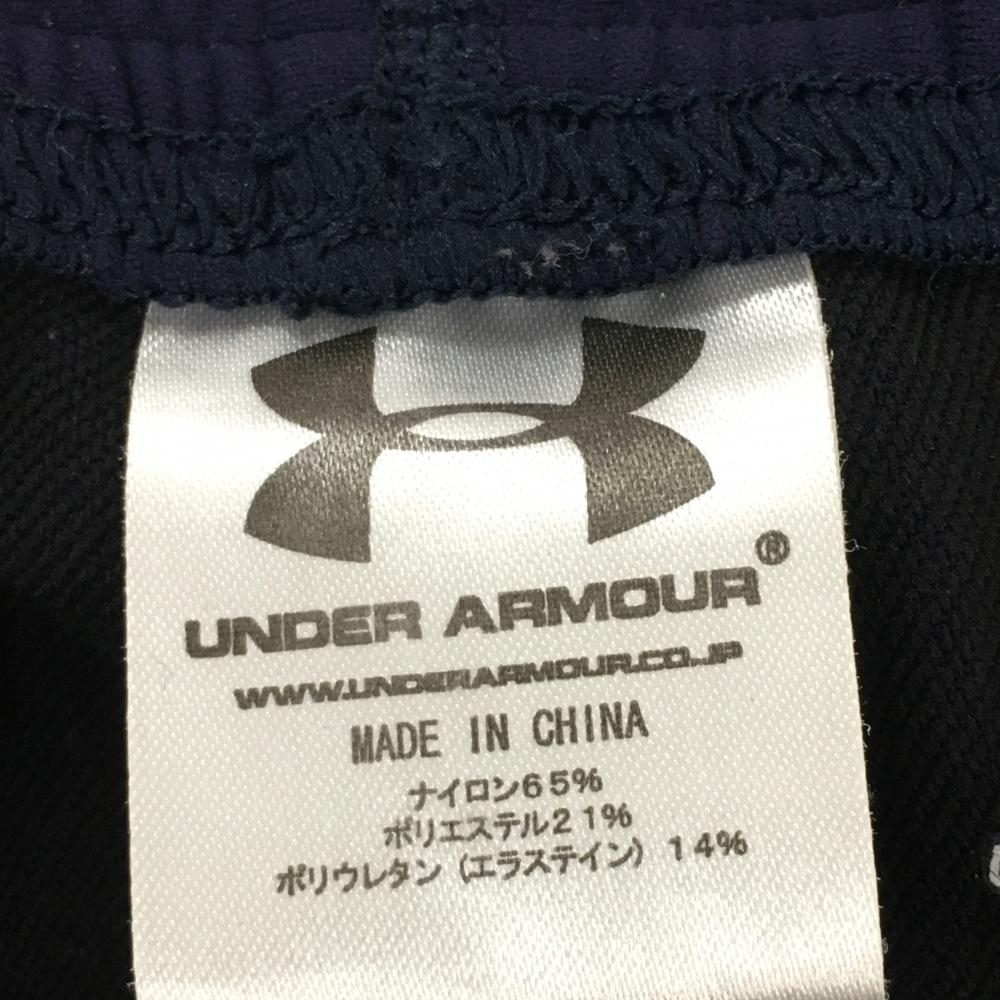 ®
UNDER ARMOUR
WWW.UNDERARMOUR.CO.JP
MADE IN CHINA
ナイロン65%
ポリエステル21%
ポリウレタン (エラステイン) 14%